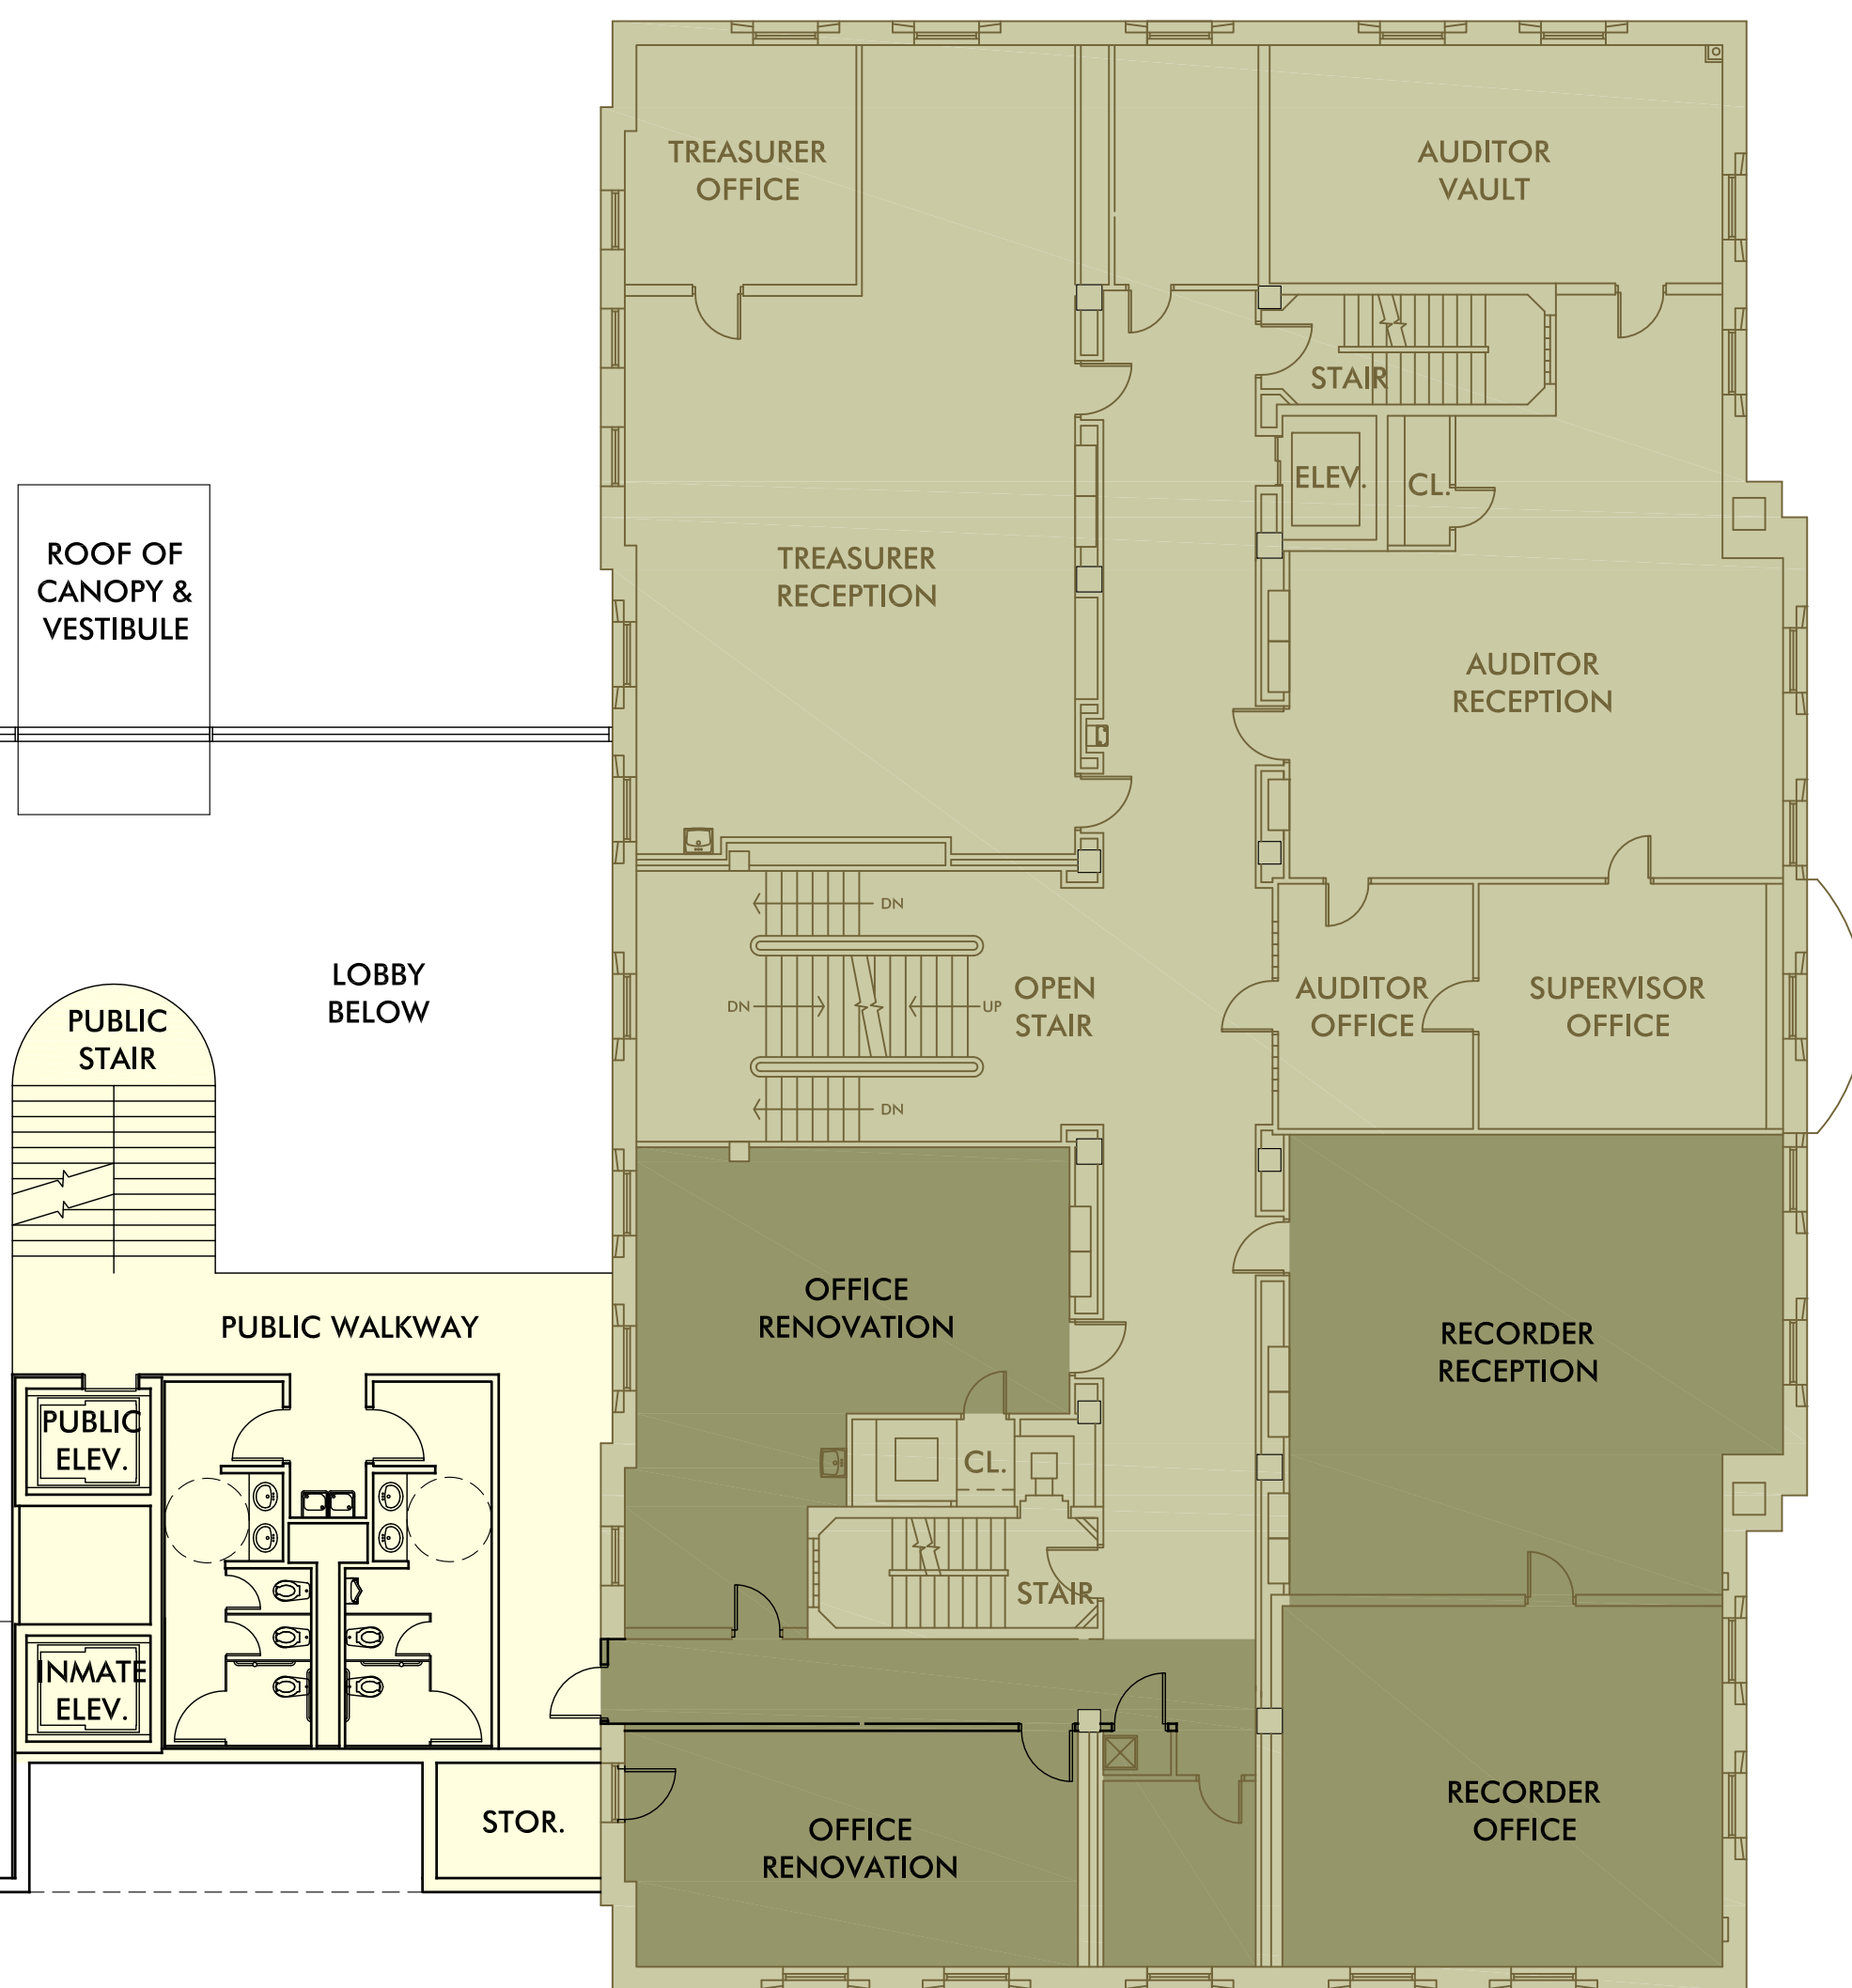 TREASURER
OFFICE
AUDITOR
VAULT
STAIR
ELEV.
CL.
ROOF OF
CANOPY &
VESTIBULE
TREASURER
RECEPTION
AUDITOR
RECEPTION
DN
LOBBY
BELOW
DN
UP
OPEN
STAIR
AUDITOR
OFFICE
SUPERVISOR
OFFICE
PUBLIC
STAIR
DN
OFFICE
RENOVATION
PUBLIC WALKWAY
RECORDER
RECEPTION
PUBLIC
ELEV.
CL.
STAIR
INMATE
ELEV.
STOR.
OFFICE
RENOVATION
RECORDER
OFFICE